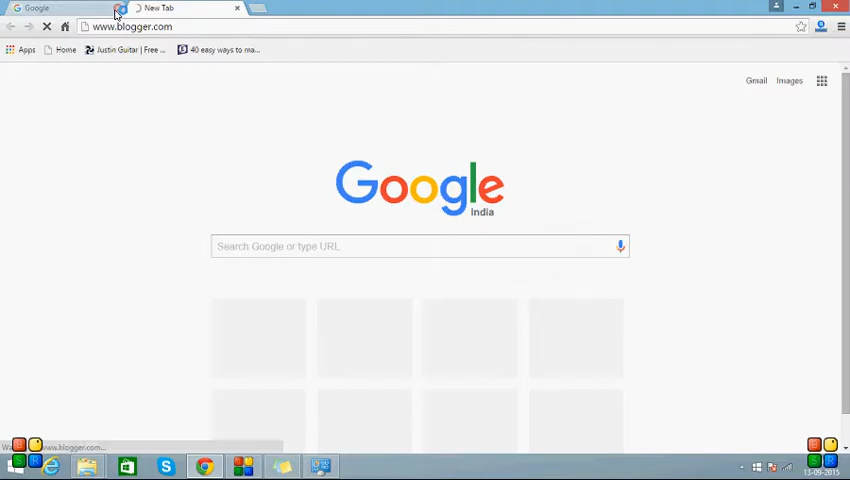 Google
New Tab
www.blogger.com
Apps
Home
Justin Guitar | Free ...
40 easy ways to ma...
Gmail
Images
Google
India
Search Google or type URL
www.blogger.com...
B
S
R
S
B
S
R
13-09-2015